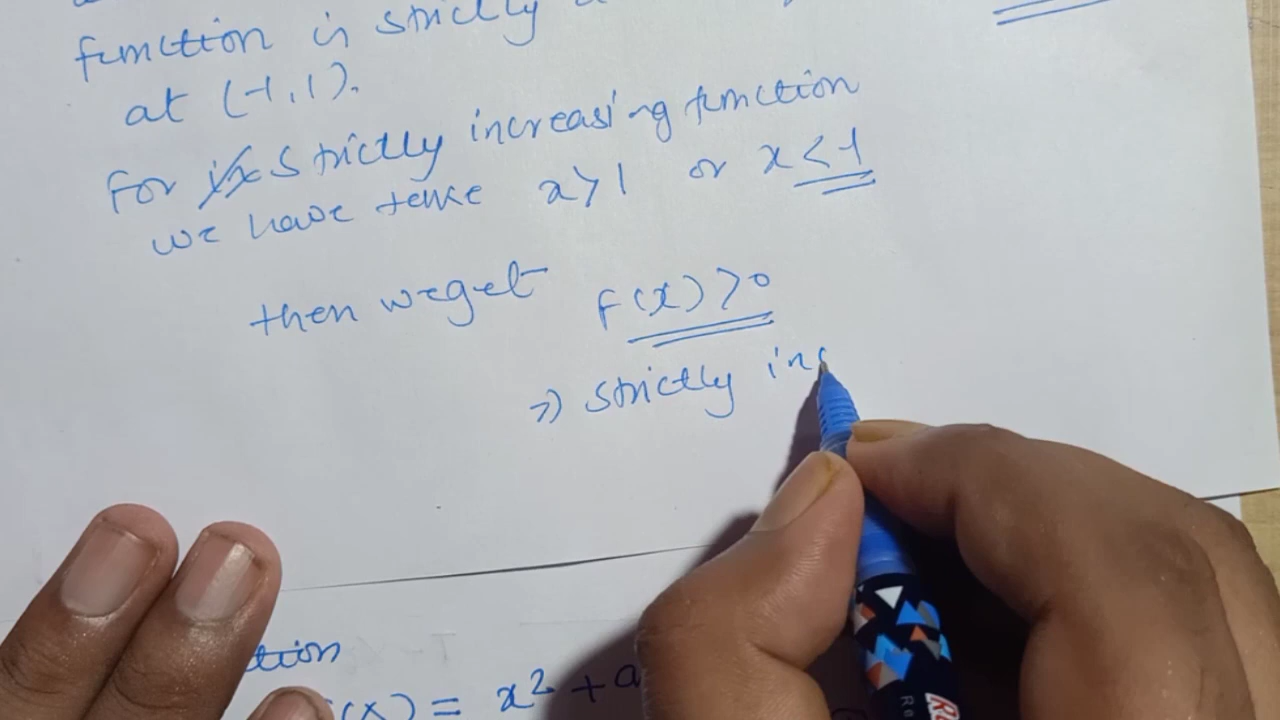 function is strictly
at (-1,1).
For strictly increasing function
we have take x>1 or x<1
then we get f(x)>0
⇒ strictly inc
tion
(x) = x² + a